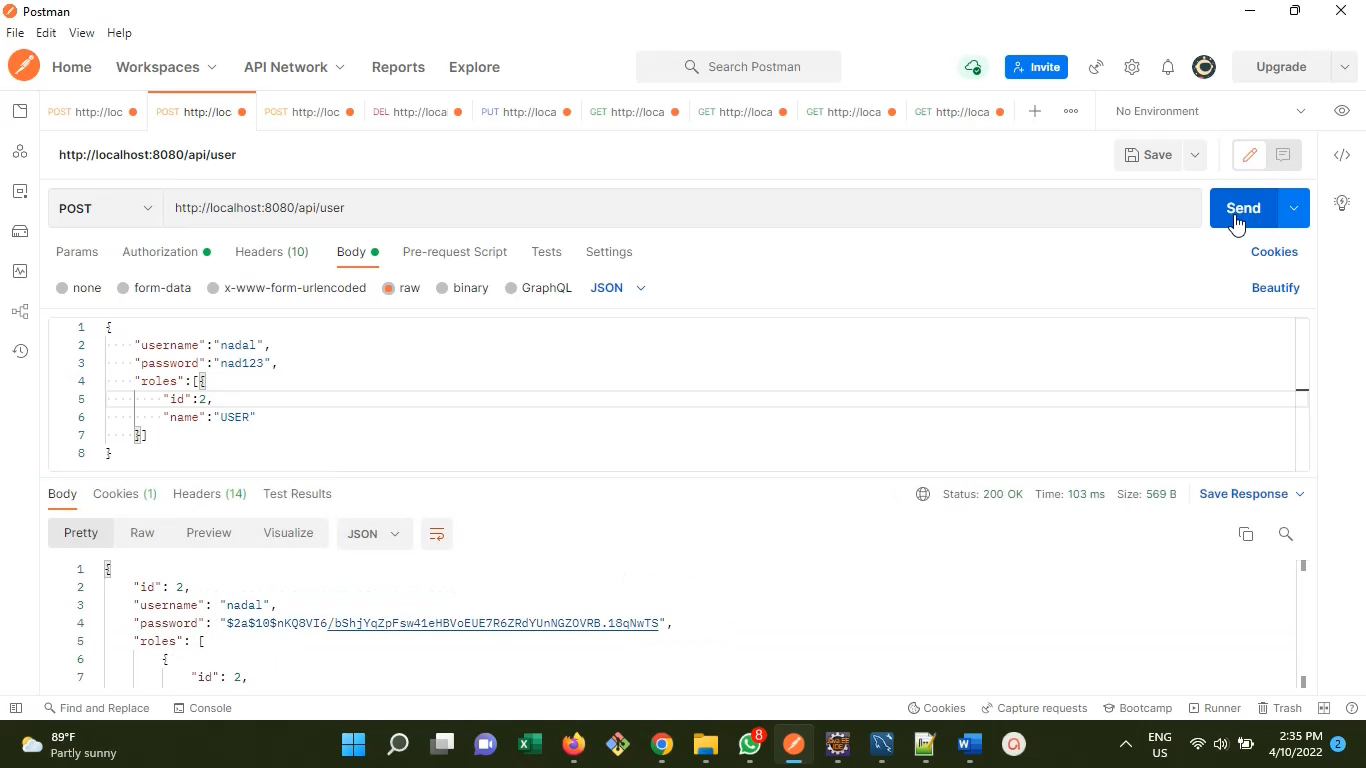 Postman
File Edit View Help
Home Workspaces API Network Reports Explore Search Postman Invite Upgrade
POST http://loc POST http://loc POST http://loc DEL http://loca PUT http://loca GET http://loca GET http://loca GET http://loca GET http://loca No Environment
http://localhost:8080/api/user Save
POST http://localhost:8080/api/user Send
Params Authorization Headers (10) Body Pre-request Script Tests Settings Cookies
none form-data x-www-form-urlencoded raw binary GraphQL JSON Beautify
1 {
2 "username":"nadal",
3 "password":"nad123",
4 "roles":[{
5 "id":2,
6 "name":"USER"
7 }]
8 }
Body Cookies (1) Headers (14) Test Results Status: 200 OK Time: 103 ms Size: 569 B Save Response
Pretty Raw Preview Visualize JSON
1 {
2 "id": 2,
3 "username": "nadal",
4 "password": "$2a$10$nKQ8VI6/bShjYqZpFsw41eHBVoEUE7R6ZRdYUnNGZOVRB.18qNwTS",
5 "roles": [
6 {
7 "id": 2,
Find and Replace Console Cookies Capture requests Bootcamp Runner Trash
89°F
Partly sunny
8
ENG
US
2:35 PM
4/10/2022
2